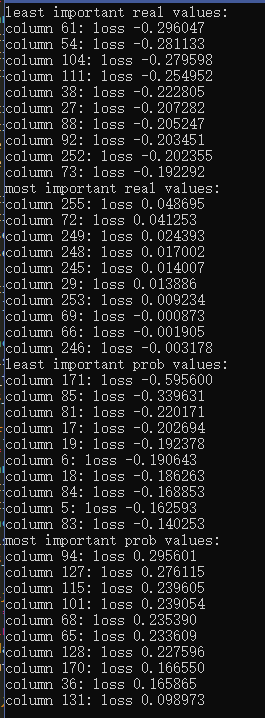 least important real values:
column 61: loss -0.296047
column 54: loss -0.281133
column 104: loss -0.279598
column 111: loss -0.254952
column 38: loss -0.222805
column 27: loss -0.207282
column 88: loss -0.205247
column 92: loss -0.203451
column 252: loss -0.202355
column 73: loss -0.192292
most important real values:
column 255: loss 0.048695
column 72: loss 0.041253
column 249: loss 0.024393
column 248: loss 0.017002
column 245: loss 0.014007
column 29: loss 0.013886
column 253: loss 0.009234
column 69: loss -0.000873
column 66: loss -0.001905
column 246: loss -0.003178
least important prob values:
column 171: loss -0.595600
column 85: loss -0.339631
column 81: loss -0.220171
column 17: loss -0.202694
column 19: loss -0.192378
column 6: loss -0.190643
column 18: loss -0.186263
column 84: loss -0.168853
column 5: loss -0.162593
column 83: loss -0.140253
most important prob values:
column 94: loss 0.295601
column 127: loss 0.276115
column 115: loss 0.239605
column 101: loss 0.239054
column 68: loss 0.235390
column 65: loss 0.233609
column 128: loss 0.227596
column 170: loss 0.166550
column 36: loss 0.165865
column 131: loss 0.098973